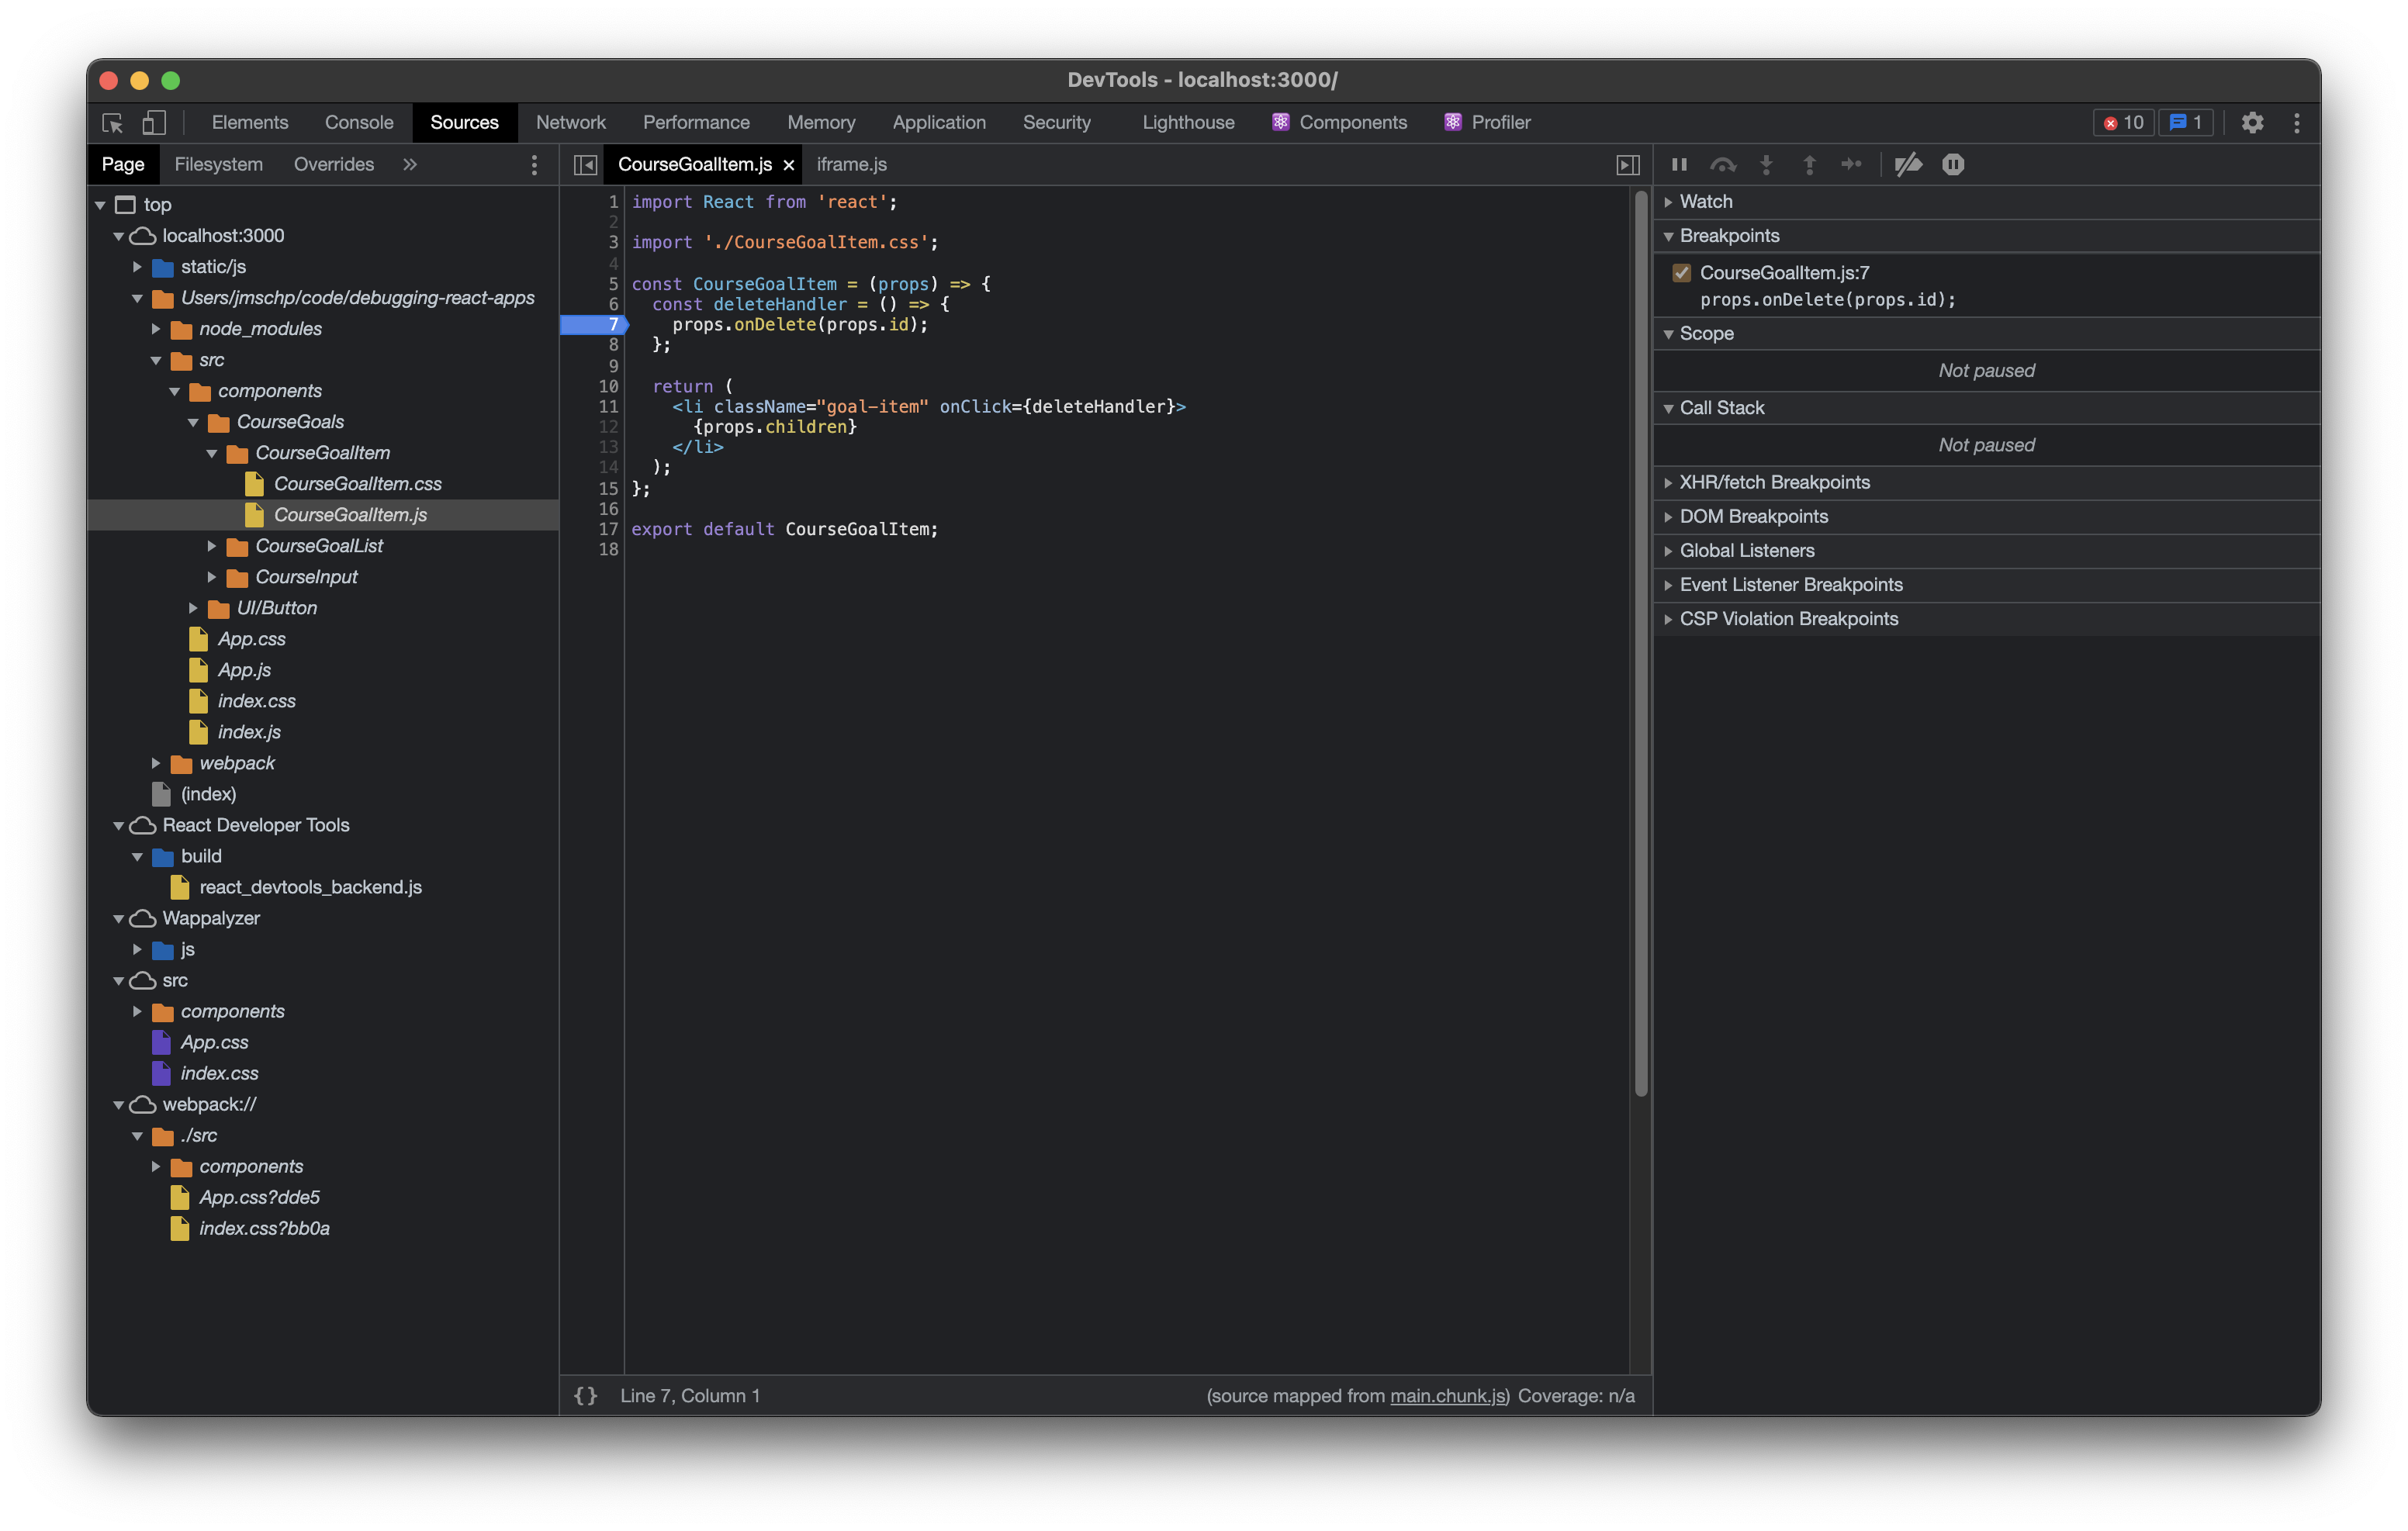 DevTools - localhost:3000/
Elements Console Sources Network Performance Memory Application Security Lighthouse Components Profiler 10 1
Page Filesystem Overrides »
top
localhost:3000
static/js
Users/jmschp/code/debugging-react-apps
node_modules
src
components
CourseGoals
CourseGoalItem
CourseGoalItem.css
CourseGoalItem.js
CourseGoalList
CourseInput
UI/Button
App.css
App.js
index.css
index.js
webpack
(index)
React Developer Tools
build
react_devtools_backend.js
Wappalyzer
js
src
components
App.css
index.css
webpack://
./src
components
App.css?dde5
index.css?bb0a
CourseGoalItem.js × iframe.js
1 import React from 'react';
2
3 import './CourseGoalItem.css';
4
5 const CourseGoalItem = (props) => {
6 const deleteHandler = () => {
7 props.onDelete(props.id);
8 };
9
10 return (
11 <li className="goal-item" onClick={deleteHandler}>
12 {props.children}
13 </li>
14 );
15 };
16
17 export default CourseGoalItem;
18
{} Line 7, Column 1 (source mapped from main.chunk.js) Coverage: n/a
Watch
Breakpoints
CourseGoalItem.js:7
props.onDelete(props.id);
Scope
Not paused
Call Stack
Not paused
XHR/fetch Breakpoints
DOM Breakpoints
Global Listeners
Event Listener Breakpoints
CSP Violation Breakpoints